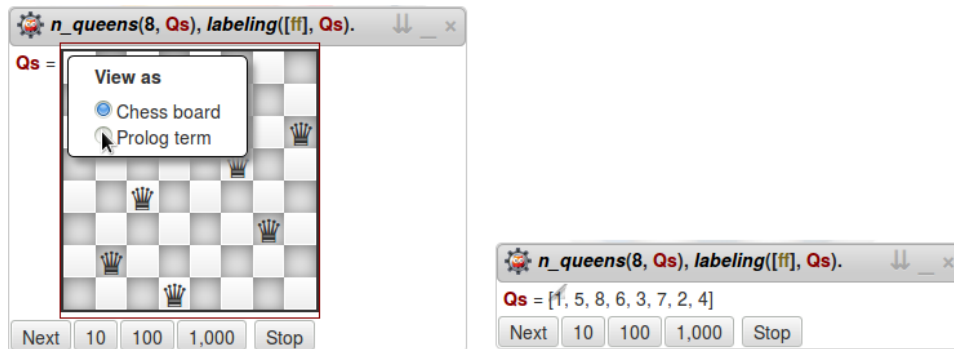 n_queens(8, Qs), labeling([ff], Qs).
Qs =
View as
Chess board
Prolog term
Next 10 100 1,000 Stop
n_queens(8, Qs), labeling([ff], Qs).
Qs = [1, 5, 8, 6, 3, 7, 2, 4]
Next 10 100 1,000 Stop